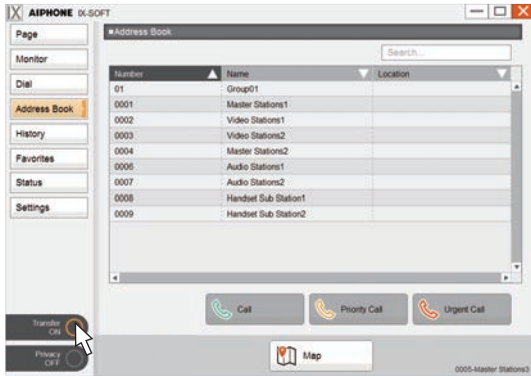 IX AIPHONE IX-SOFT
Page
Monitor
Dial
Address Book
History
Favorites
Status
Settings
Transfer
ON
Privacy
OFF
■Address Book
Search...
Number Name Location
01 Group01
0001 Master Stations1
0002 Video Stations1
0003 Video Stations2
0004 Master Stations2
0006 Audio Stations1
0007 Audio Stations2
0008 Handset Sub Station1
0009 Handset Sub Station2
Call Priority Call Urgent Call
Map
0005-Master Stations3